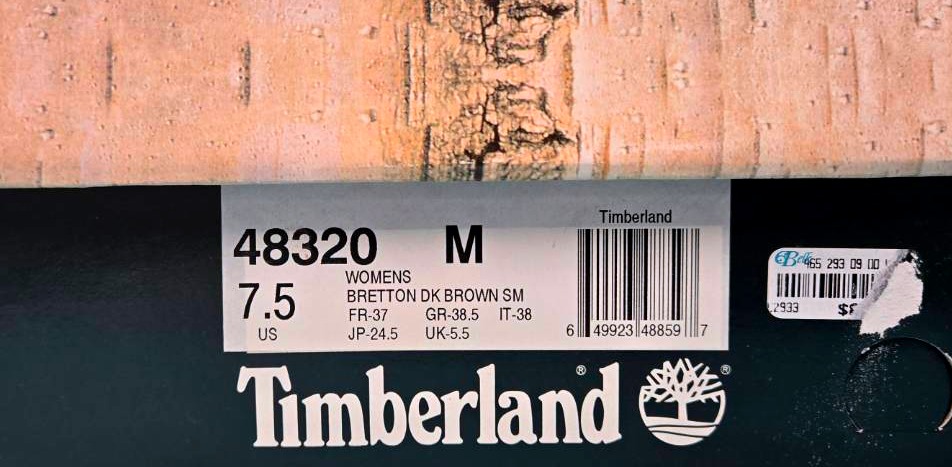 Timberland
48320 M
WOMENS
7.5
BRETTON DK BROWN SM
US
FR-37 GR-38.5 IT-38
JP-24.5 UK-5.5
6 49923 48859 7
465 293 09 00
Timberland®
®